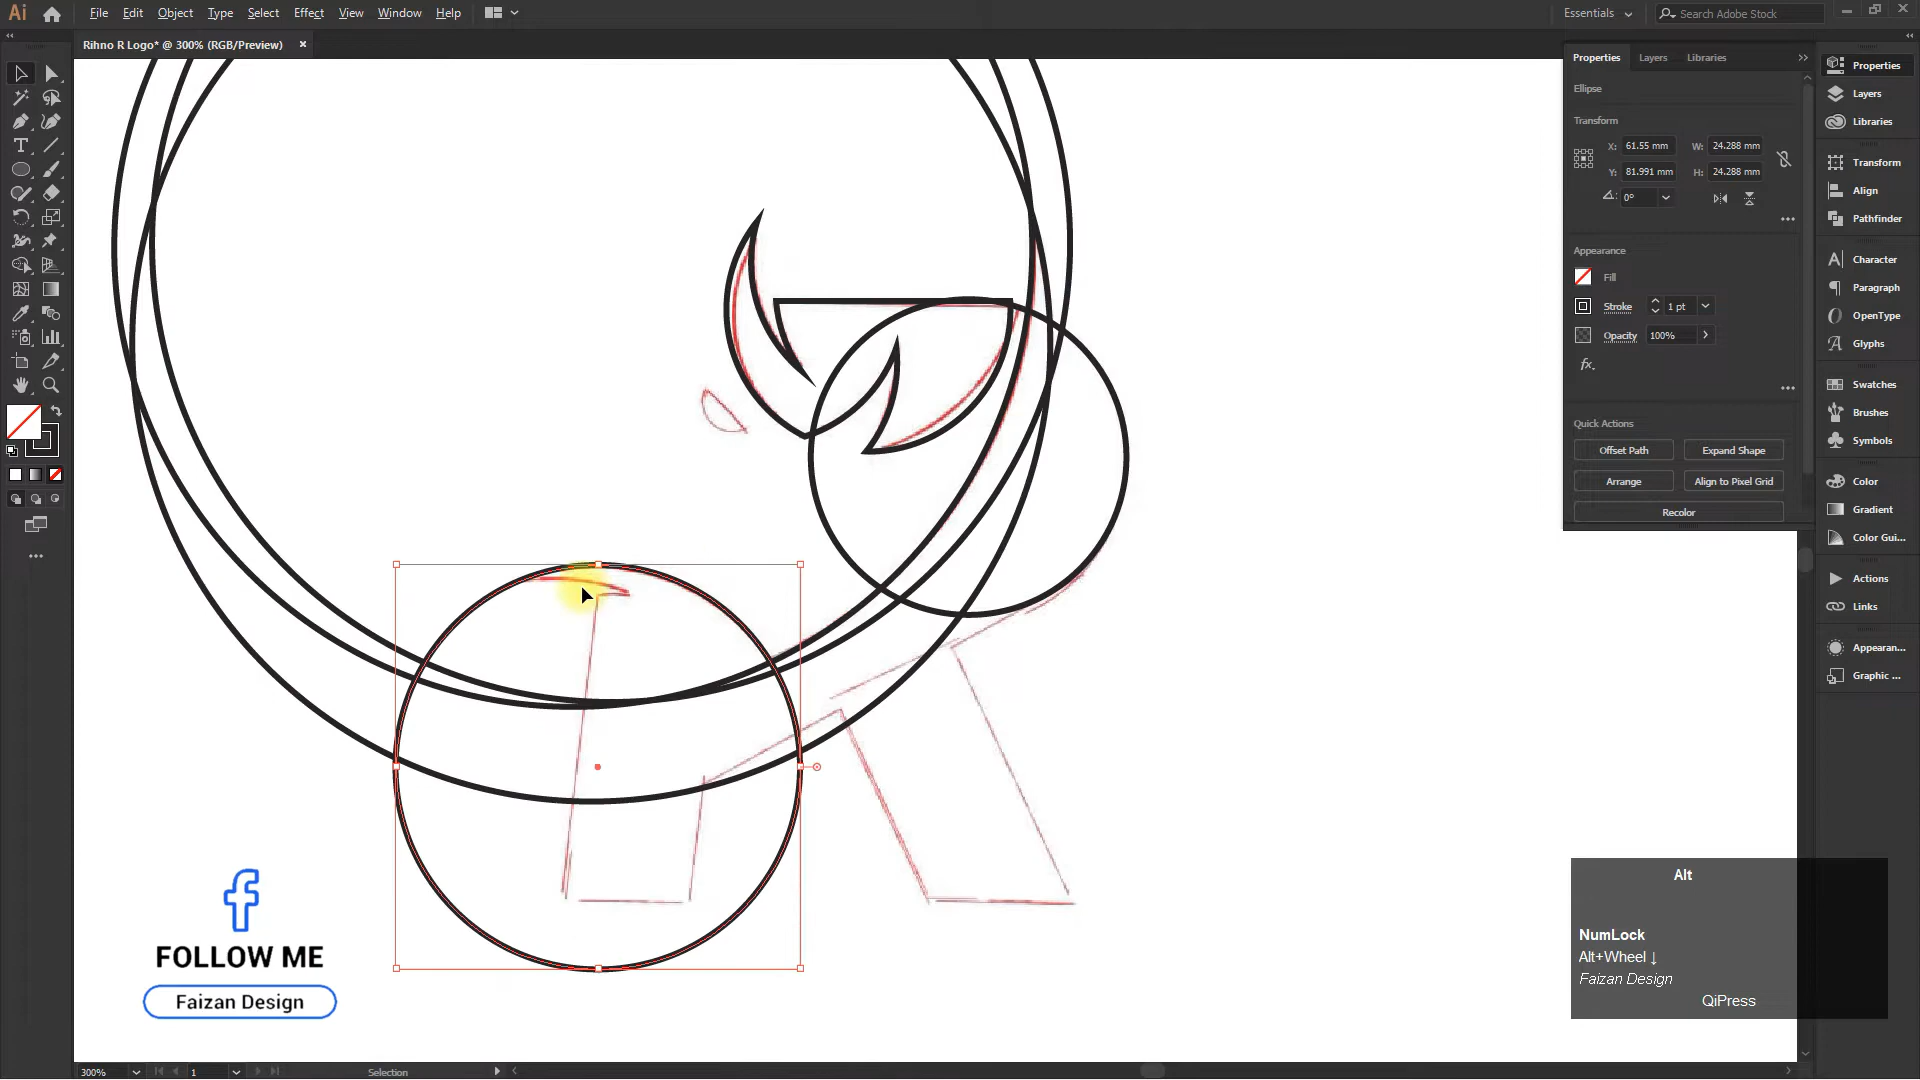 Ai File Edit Object Type Select Effect View Window Help
Essentials
Search Adobe Stock
Rihno R Logo* @ 300% (RGB/Preview) ×
Properties Layers Libraries
Ellipse
Transform
X: 61.55 mm W: 24.288 mm
Y: 81.991 mm H: 24.288 mm
0°
Appearance
Fill
Stroke 1 pt
Opacity 100%
fx.
Quick Actions
Offset Path Expand Shape
Arrange Align to Pixel Grid
Recolor
Properties
Layers
Libraries
Transform
Align
Pathfinder
Character
Paragraph
OpenType
Glyphs
Swatches
Brushes
Symbols
Color
Gradient
Color Gui...
Actions
Links
Appearan...
Graphic ...
FOLLOW ME
Faizan Design
Alt
NumLock
Alt+Wheel ↓
Faizan Design
QiPress
300% 1 Selection